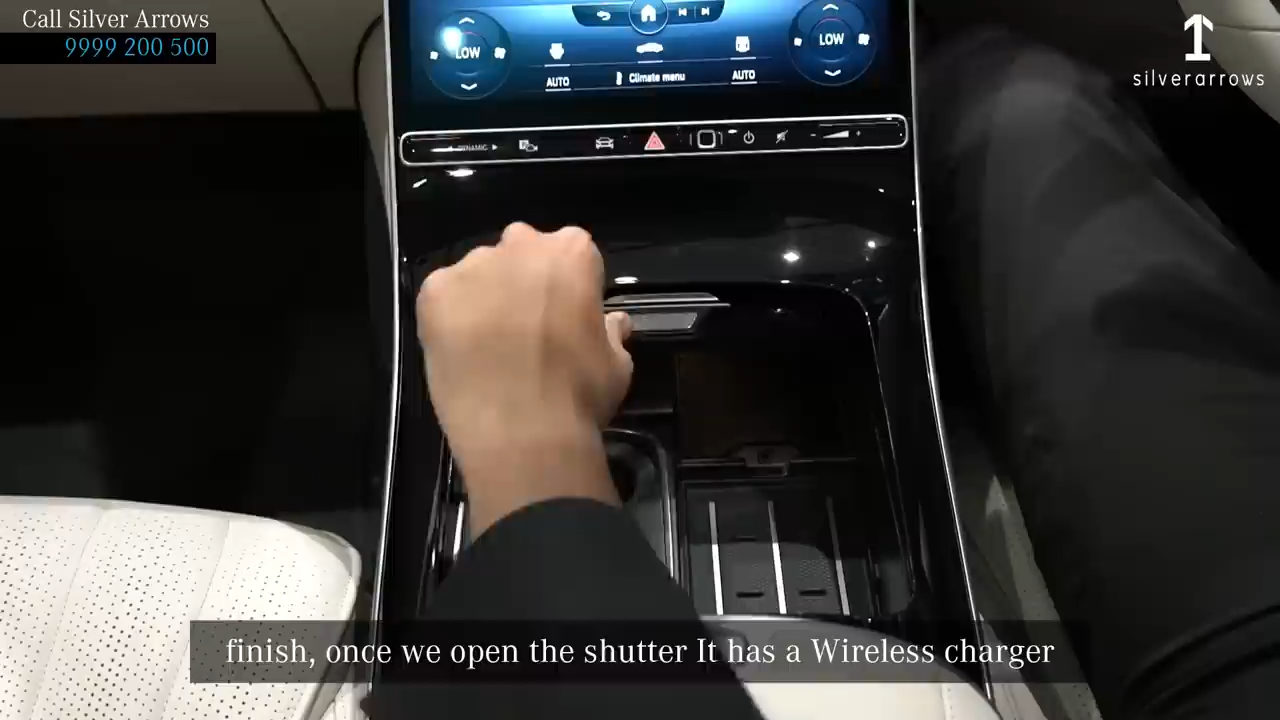 Call Silver Arrows
9999 200 500
silverarrows
LOW
LOW
AUTO
Climate menu
AUTO
DYNAMIC
finish, once we open the shutter It has a Wireless charger